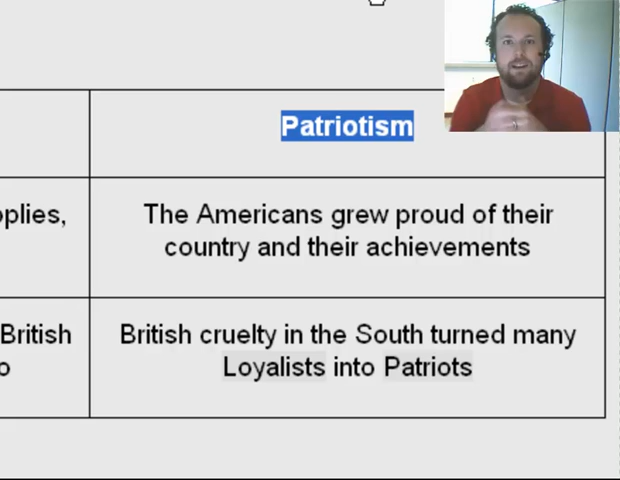 Patriotism
pplies,
The Americans grew proud of their
country and their achievements
British
o
British cruelty in the South turned many
Loyalists into Patriots